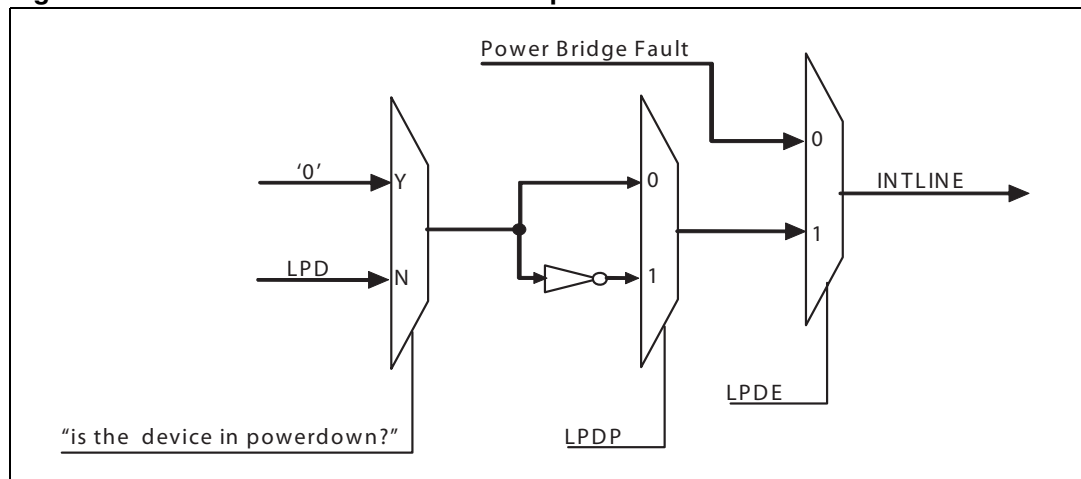 Power Bridge Fault
0
'0'
Y
0
INTLINE
1
LPD
N
1
LPDE
"is the device in powerdown?"
LPDP